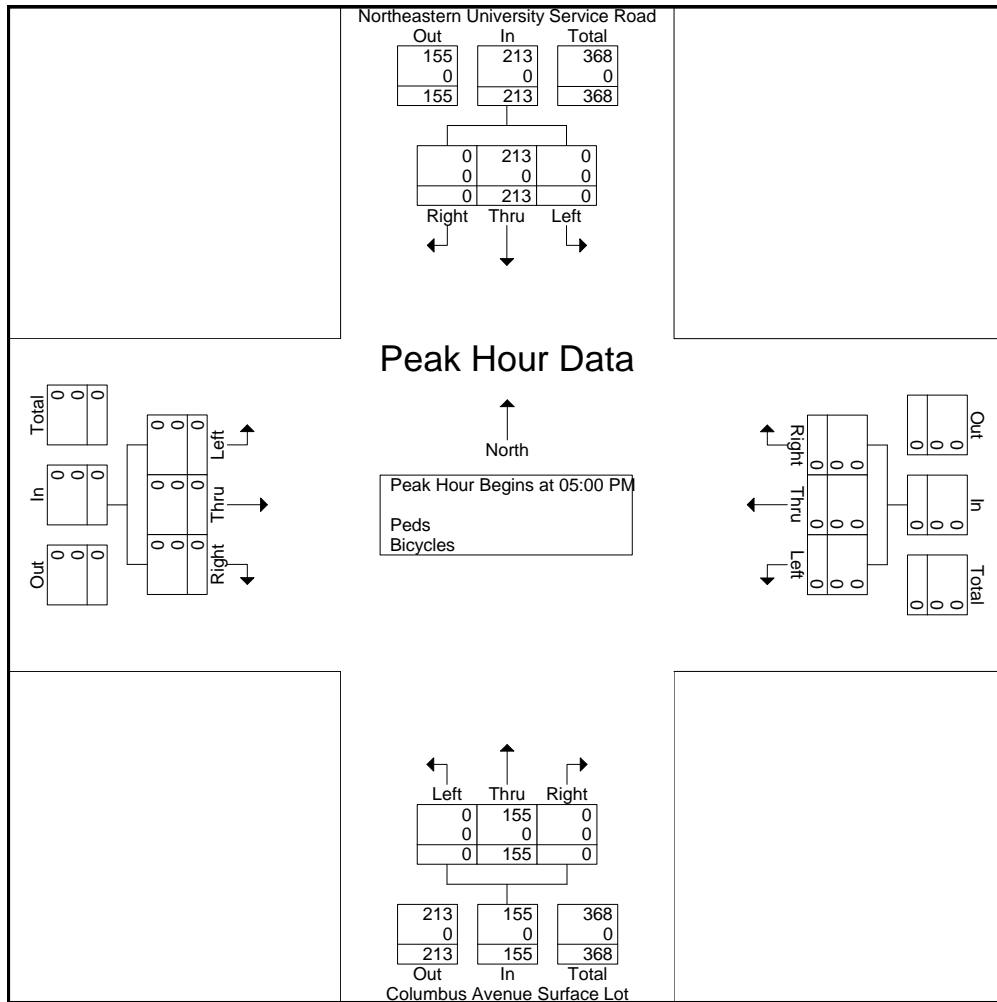 Northeastern University Service Road
Out In Total
155 213 368
0 0 0
155 213 368
0 213 0
0 0 0
0 213 0
Right Thru Left
Peak Hour Data
North
Peak Hour Begins at 05:00 PM
Peds
Bicycles
Total
0 0 0
In
0 0 0
Out
0 0 0
Left
0 0 0
Thru
0 0 0
Right
0 0 0
Right
0 0 0
Thru
0 0 0
Left
0 0 0
Out
0 0 0
In
0 0 0
Total
0 0 0
Left Thru Right
0 155 0
0 0 0
0 155 0
213 155 368
0 0 0
213 155 368
Out In Total
Columbus Avenue Surface Lot